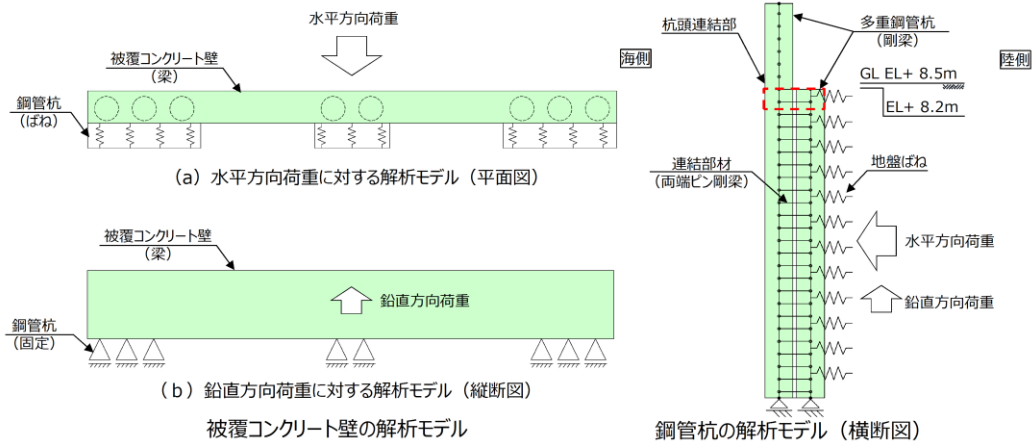 水平方向荷重
被覆コンクリート壁
(梁)
鋼管杭
(ばね)
(a)水平方向荷重に対する解析モデル(平面図)
被覆コンクリート壁
(梁)
鉛直方向荷重
鋼管杭
(固定)
(b)鉛直方向荷重に対する解析モデル(縦断図)
被覆コンクリート壁の解析モデル
杭頭連結部
多重鋼管杭
(剛梁)
海側
陸側
GL EL+ 8.5m
EL+ 8.2m
連結部材
(両端ピン剛梁)
地盤ばね
水平方向荷重
鉛直方向荷重
鋼管杭の解析モデル(横断図)